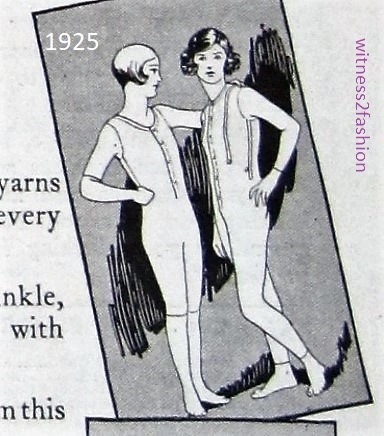 1925
witness2fashion
yarns
every
nkle,
with
m this